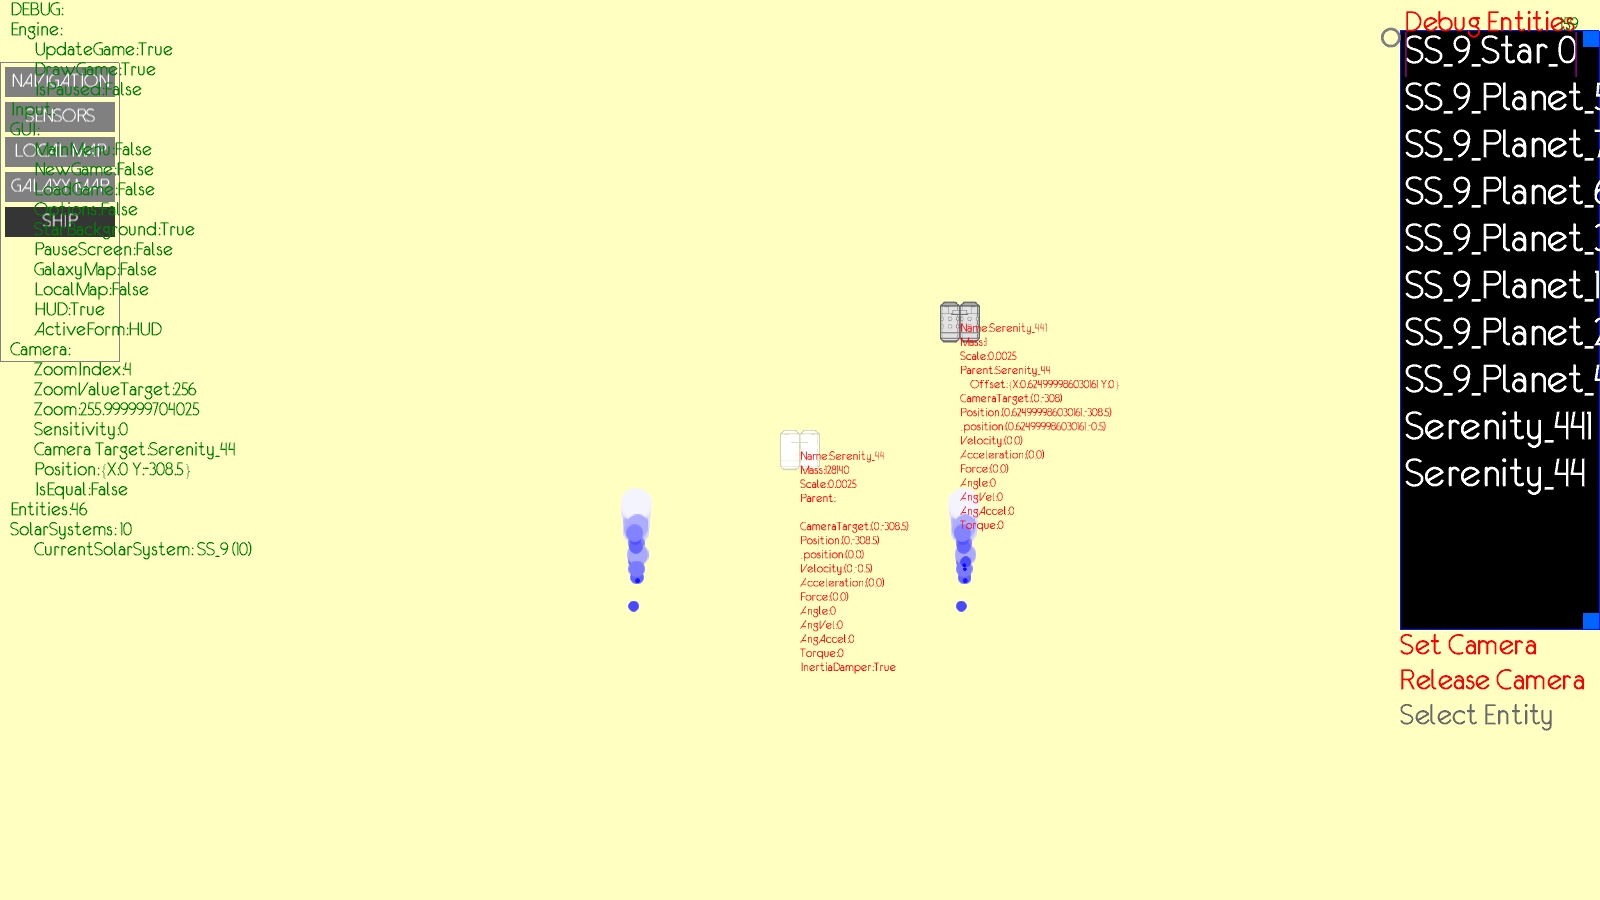 DEBUG:
Engine:
UpdateGame:True
DrawGame:True
IsPaused:False
Input
GUI:
MainMenu:False
NewGame:False
LoadGame:False
Options:False
StarBackground:True
PauseScreen:False
GalaxyMap:False
LocalMap:False
HUD:True
ActiveForm:HUD
Camera:
ZoomIndex:4
ZoomValueTarget:256
Zoom:255.999999704025
Sensitivity:0
Camera Target:Serenity_44
Position:{X:0 Y:-308.5}
IsEqual:False
Entities:46
SolarSystems: 10
CurrentSolarSystem: SS_9 (10)
NAVIGATION
SENSORS
LOCAL MAP
GALAXY MAP
SHIP
Name:Serenity_441
Mass:1
Scale:0.0025
Parent:Serenity_44
Offset:{X:0.624999986030161 Y:0}
CameraTarget:(0,-308)
Position:(0.624999986030161,-308.5)
_position:(0.624999986030161,-0.5)
Velocity:(0.0)
Acceleration:(0.0)
Force:(0.0)
Angle:0
AngVel:0
AngAccel:0
Torque:0
Name:Serenity_44
Mass:128140
Scale:0.0025
Parent:
CameraTarget:(0,-308.5)
Position:(0,-308.5)
_position:(0.0)
Velocity:(0,-0.5)
Acceleration:(0.0)
Force:(0.0)
Angle:0
AngVel:0
AngAccel:0
Torque:0
InertiaDamper:True
Debug Entities
SS_9_Star_0
SS_9_Planet_5
SS_9_Planet_7
SS_9_Planet_6
SS_9_Planet_3
SS_9_Planet_1
SS_9_Planet_2
SS_9_Planet_4
Serenity_441
Serenity_44
Set Camera
Release Camera
Select Entity